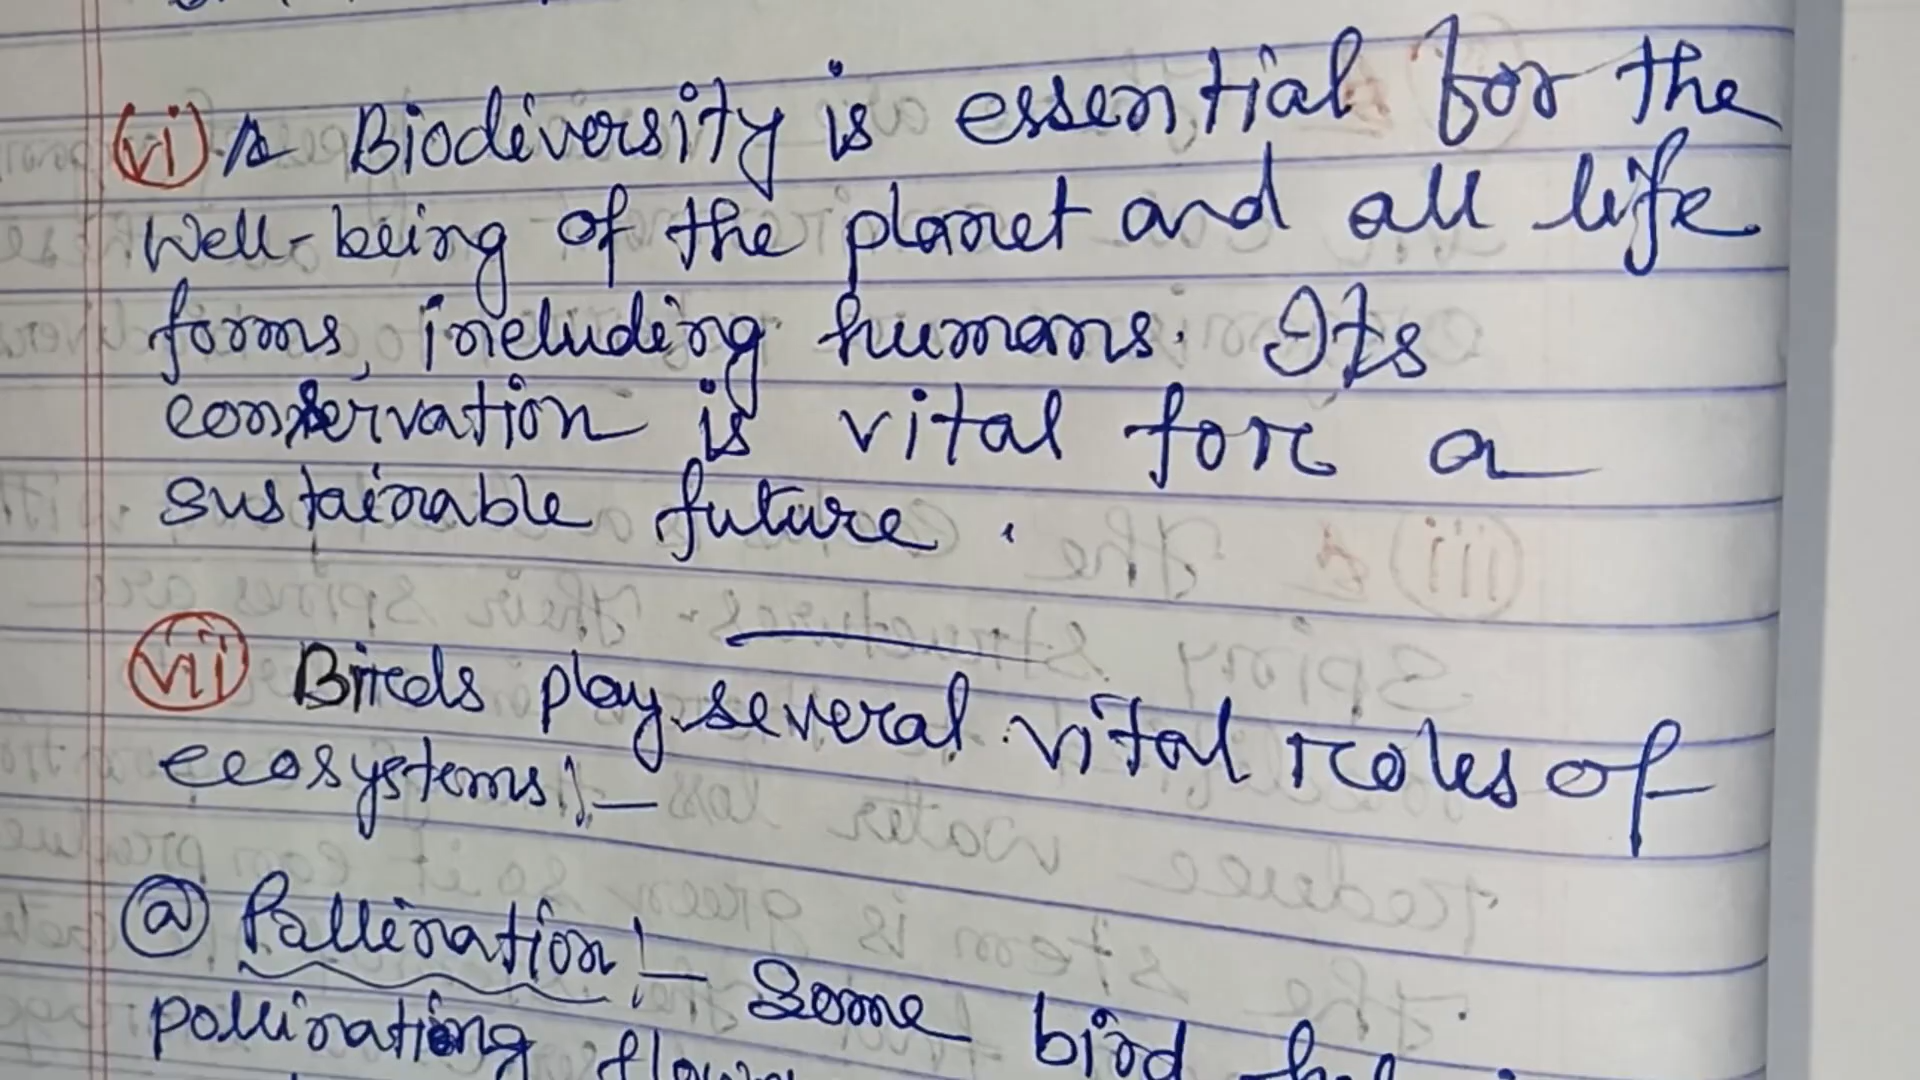 (vi) Biodiversity is essential for the
Well-being of the planet and all life
forms, including humans. Its
conservation is vital for a
sustainable future.
(vii) Birds play several vital roles of
ecosystems:—
(a) Pallination:— Some bird
pollinating